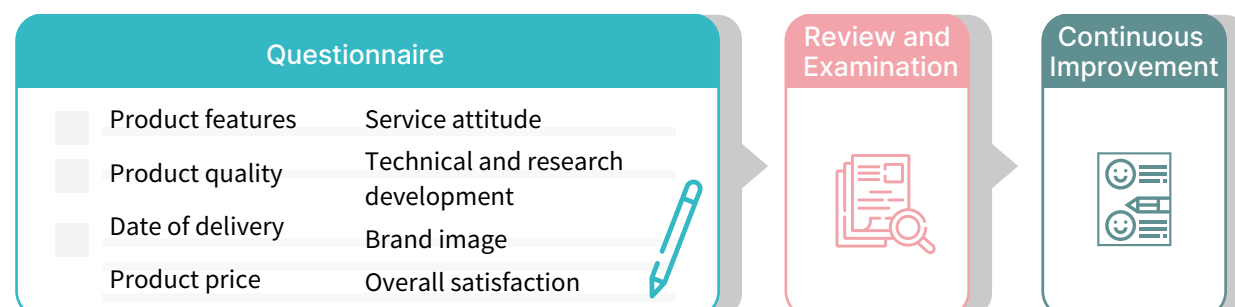 Questionnaire
Product features
Product quality
Date of delivery
Product price
Service attitude
Technical and research
development
Brand image
Overall satisfaction
Review and
Examination
Continuous
Improvement